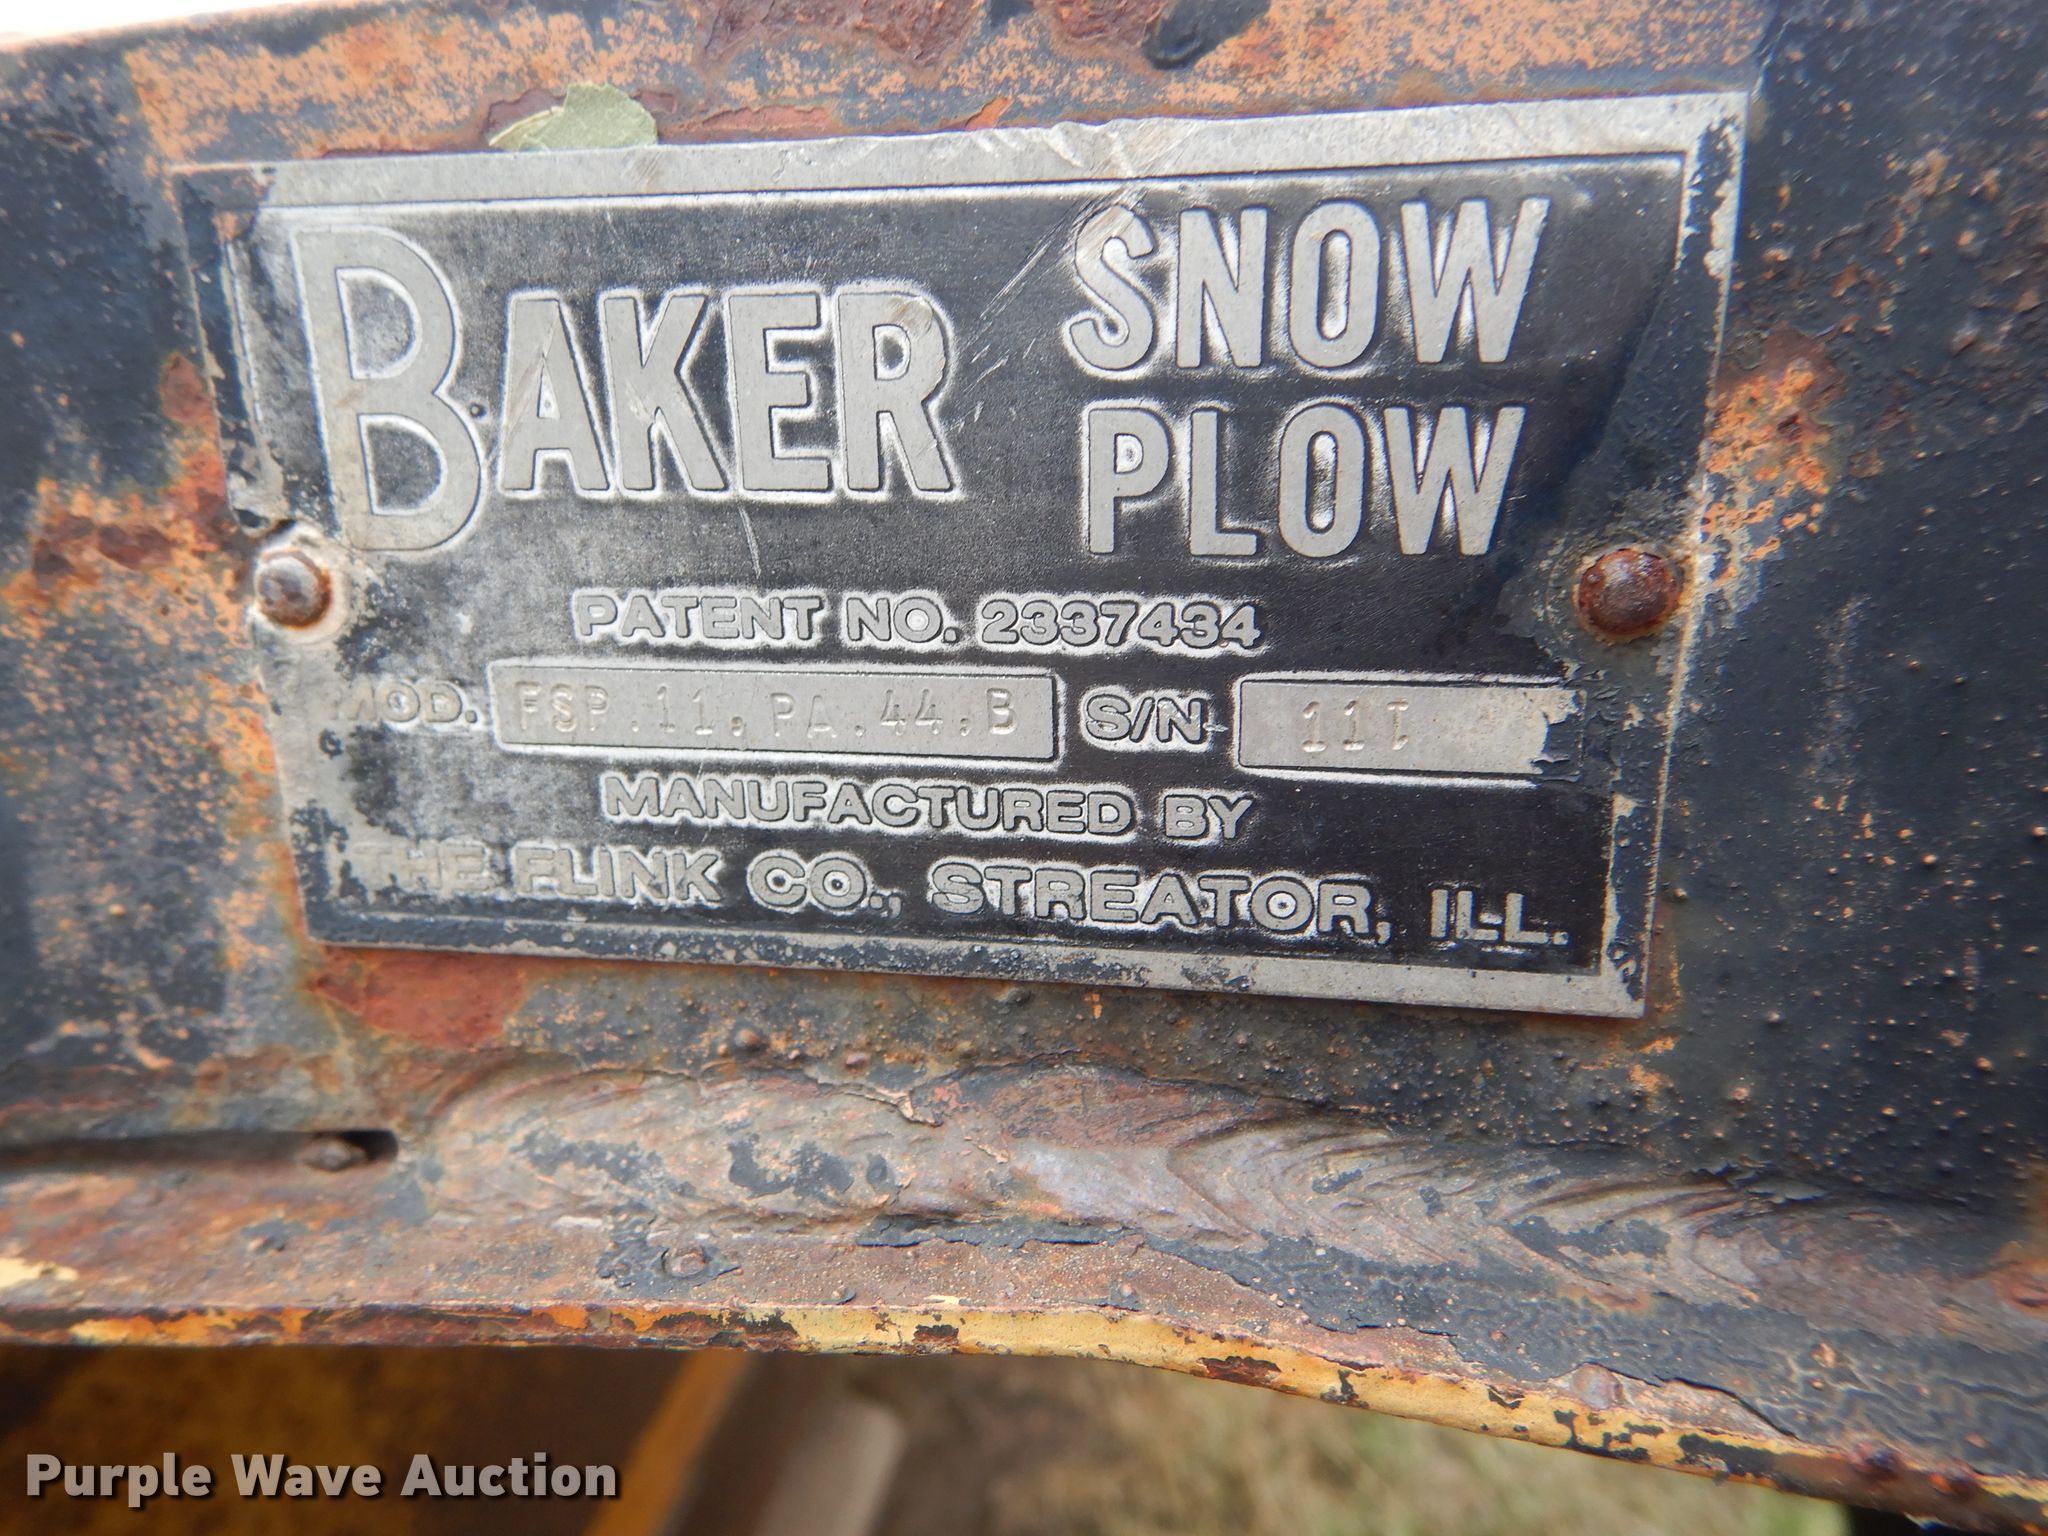 BAKER SNOW PLOW
PATENT NO. 2337434
MOD. FSP.11,PA.44,B S/N 11T
MANUFACTURED BY
THE FLINK CO., STREATOR, ILL.
Purple Wave Auction